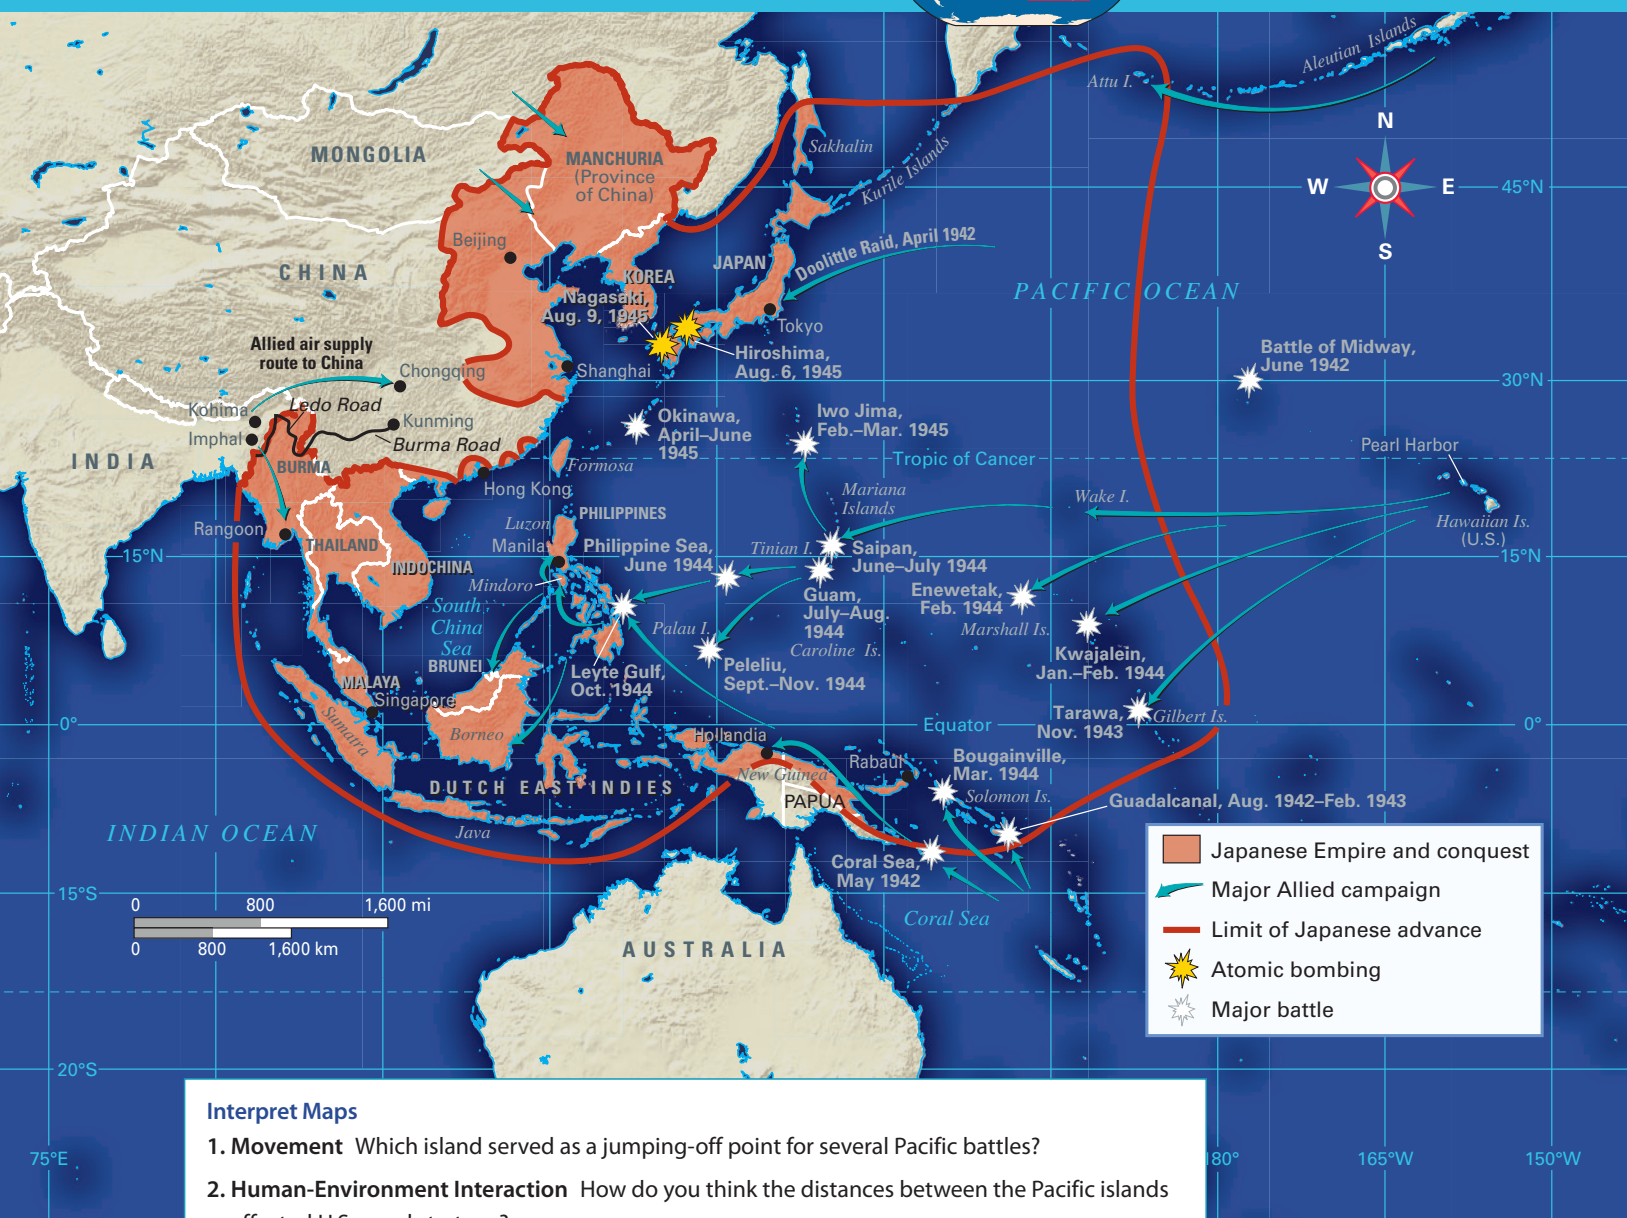 Aleutian Islands
Attu I.
N
W
E
S
45°N
MONGOLIA
MANCHURIA
(Province
of China)
Sakhalin
Kurile Islands
Beijing
CHINA
KOREA
JAPAN
Doolittle Raid, April 1942
PACIFIC OCEAN
Nagasaki,
Aug. 9, 1945
Tokyo
Hiroshima,
Aug. 6, 1945
Allied air supply
route to China
Chongqing
Shanghai
Battle of Midway,
June 1942
30°N
Kohima
Ledo Road
Imphal
Kunming
Burma Road
INDIA
BURMA
Okinawa,
April–June
1945
Iwo Jima,
Feb.–Mar. 1945
Formosa
Tropic of Cancer
Pearl Harbor
Hong Kong
Mariana
Islands
Wake I.
Hawaiian Is.
(U.S.)
Rangoon
Luzon
PHILIPPINES
Manila
15°N
THAILAND
INDOCHINA
Philippine Sea,
June 1944
Tinian I.
Saipan,
June–July 1944
15°N
Mindoro
Guam,
July–Aug.
1944
Enewetak,
Feb. 1944
South
China
Sea
Palau I.
Caroline Is.
Marshall Is.
BRUNEI
Leyte Gulf,
Oct. 1944
Peleliu,
Sept.–Nov. 1944
Kwajalein,
Jan.–Feb. 1944
MALAYA
Singapore
0°
Sumatra
Borneo
Hollandia
Equator
Tarawa,
Nov. 1943
Gilbert Is.
0°
DUTCH EAST INDIES
New Guinea
PAPUA
Rabaul
Bougainville,
Mar. 1944
Solomon Is.
Guadalcanal, Aug. 1942–Feb. 1943
INDIAN OCEAN
Java
Coral Sea,
May 1942
15°S
Coral Sea
0 800 1,600 mi
0 800 1,600 km
AUSTRALIA
Japanese Empire and conquest
Major Allied campaign
Limit of Japanese advance
Atomic bombing
Major battle
20°S
75°E
180°
165°W
150°W
Interpret Maps
1. Movement Which island served as a jumping-off point for several Pacific battles?
2. Human-Environment Interaction How do you think the distances between the Pacific islands